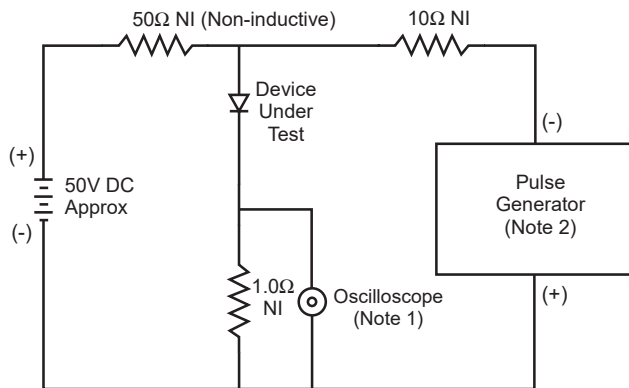 50Ω NI (Non-inductive)
10Ω NI
Device
Under
Test
(-)
(+)
50V DC
Approx
(-)
Pulse
Generator
(Note 2)
1.0Ω
NI
Oscilloscope
(Note 1)
(+)